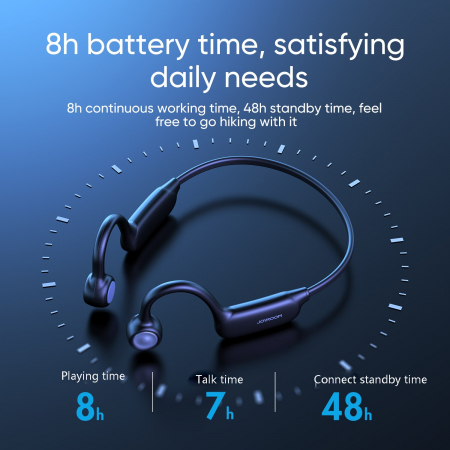 8h battery time, satisfying
daily needs
8h continuous working time, 48h standby time, feel
free to go hiking with it
JOYROOM
Playing time
8h
Talk time
7h
Connect standby time
48h